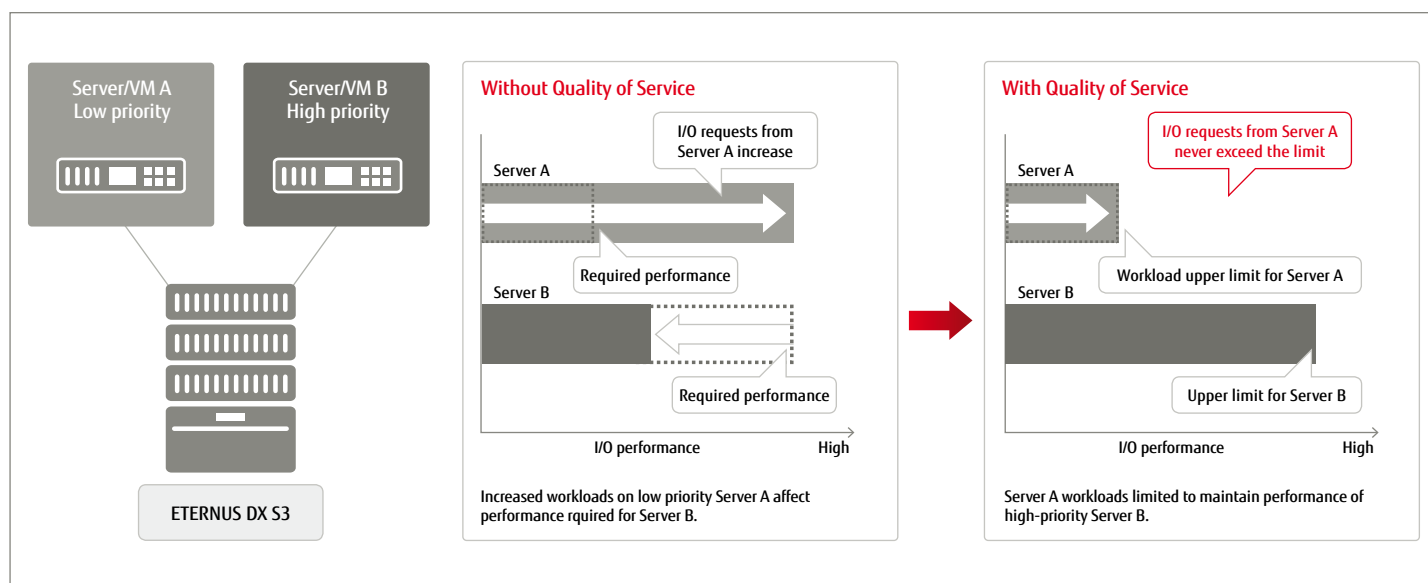 Server/VM A
Low priority
Server/VM B
High priority
ETERNUS DX S3
Without Quality of Service
I/O requests from
Server A increase
Server A
Required performance
Server B
Required performance
I/O performance
High
Increased workloads on low priority Server A affect
performance rquired for Server B.
With Quality of Service
I/O requests from Server A
never exceed the limit
Server A
Workload upper limit for Server A
Server B
Upper limit for Server B
I/O performance
High
Server A workloads limited to maintain performance of
high-priority Server B.